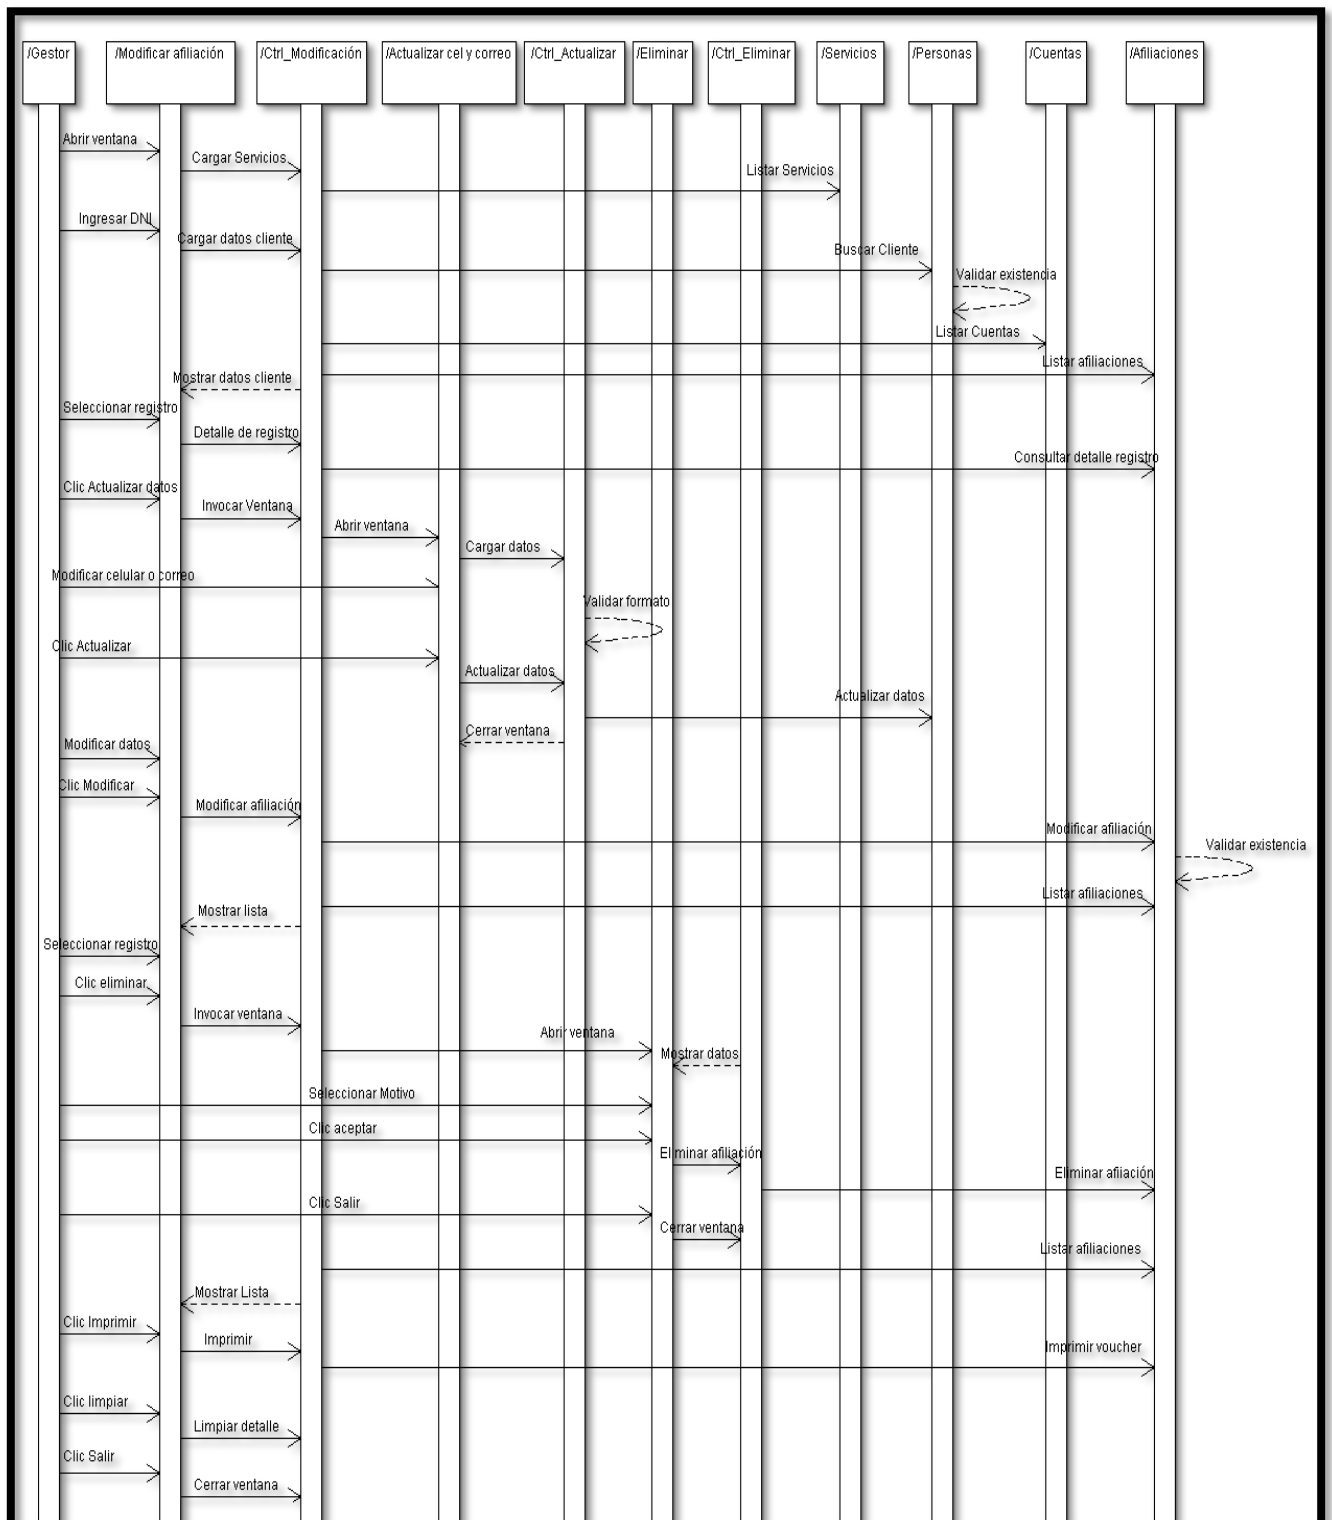 /Gestor
/Modificar afiliación
/Ctrl_Modificación
/Actualizar cel y correo
/Ctrl_Actualizar
/Eliminar
/Ctrl_Eliminar
/Servicios
/Personas
/Cuentas
/Afiliaciones
Abrir ventana
Cargar Servicios
Listar Servicios
Ingresar DNI
Cargar datos cliente
Buscar Cliente
Validar existencia
Listar Cuentas
Listar afiliaciones
Mostrar datos cliente
Seleccionar registro
Detalle de registro
Consultar detalle registro
Clic Actualizar datos
Invocar Ventana
Abrir ventana
Cargar datos
Modificar celular o correo
Validar formato
Clic Actualizar
Actualizar datos
Actualizar datos
Cerrar ventana
Modificar datos
Clic Modificar
Modificar afiliación
Modificar afiliación
Validar existencia
Listar afiliaciones
Mostrar lista
Seleccionar registro
Clic eliminar
Invocar ventana
Abrir ventana
Mostrar datos
Seleccionar Motivo
Clic aceptar
Eliminar afiliación
Eliminar afiiación
Clic Salir
Cerrar ventana
Listar afiliaciones
Mostrar Lista
Clic Imprimir
Imprimir
Imprimir voucher
Clic limpiar
Limpiar detalle
Clic Salir
Cerrar ventana